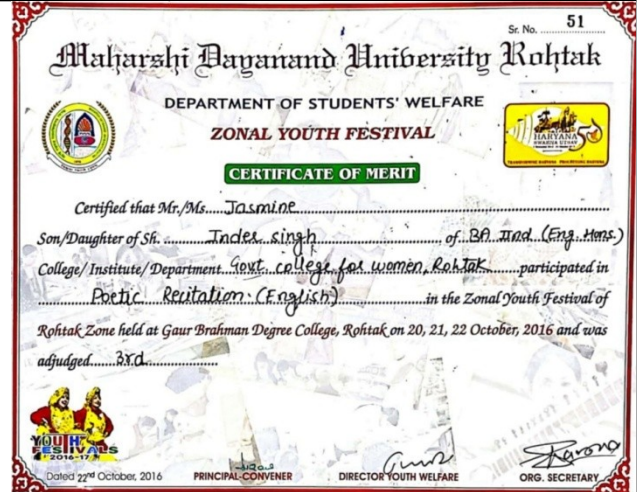 Sr. No. 51
Maharshi Dayanand University Rohtak
DEPARTMENT OF STUDENTS' WELFARE
ZONAL YOUTH FESTIVAL
HARYANA
SWARNA UTSAV
CERTIFICATE OF MERIT
Certified that Mr./Ms. Jasmine
Son/Daughter of Sh. Inder singh of BA IInd (Eng. Hons.)
College/Institute/Department Govt. college for women, Rohtak participated in
Poetic Recitation. (English) in the Zonal Youth Festival of
Rohtak Zone held at Gaur Brahman Degree College, Rohtak on 20, 21, 22 October, 2016 and was
adjudged 3rd
YOUTH
FESTIVALS
2016-17
Dated 22nd October, 2016 PRINCIPAL-CONVENER DIRECTOR YOUTH WELFARE ORG. SECRETARY